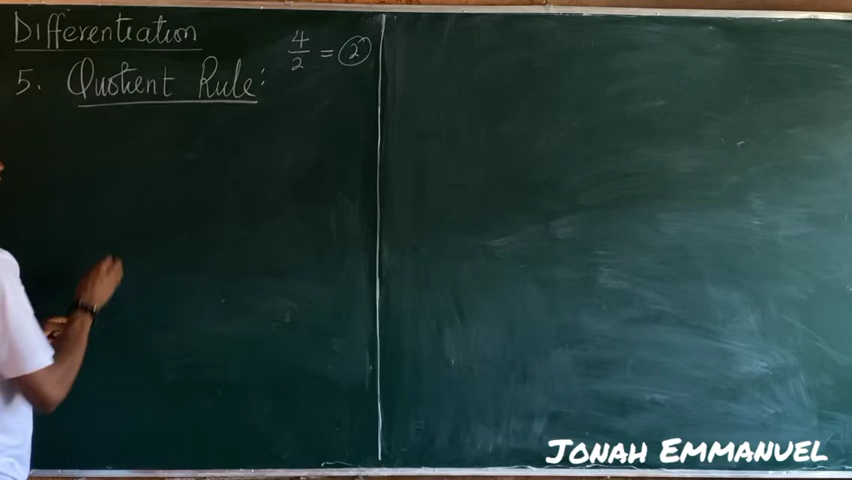 Differentiation
5. Quotient Rule:
4/2 = 2
JONAH EMMANUEL